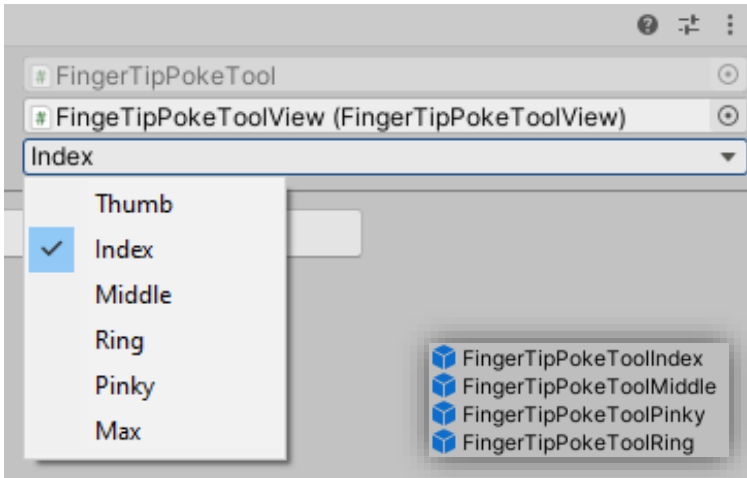 FingerTipPokeTool
FingeTipPokeToolView (FingerTipPokeToolView)
Index
Thumb
Index
Middle
Ring
Pinky
Max
FingerTipPokeToolIndex
FingerTipPokeToolMiddle
FingerTipPokeToolPinky
FingerTipPokeToolRing